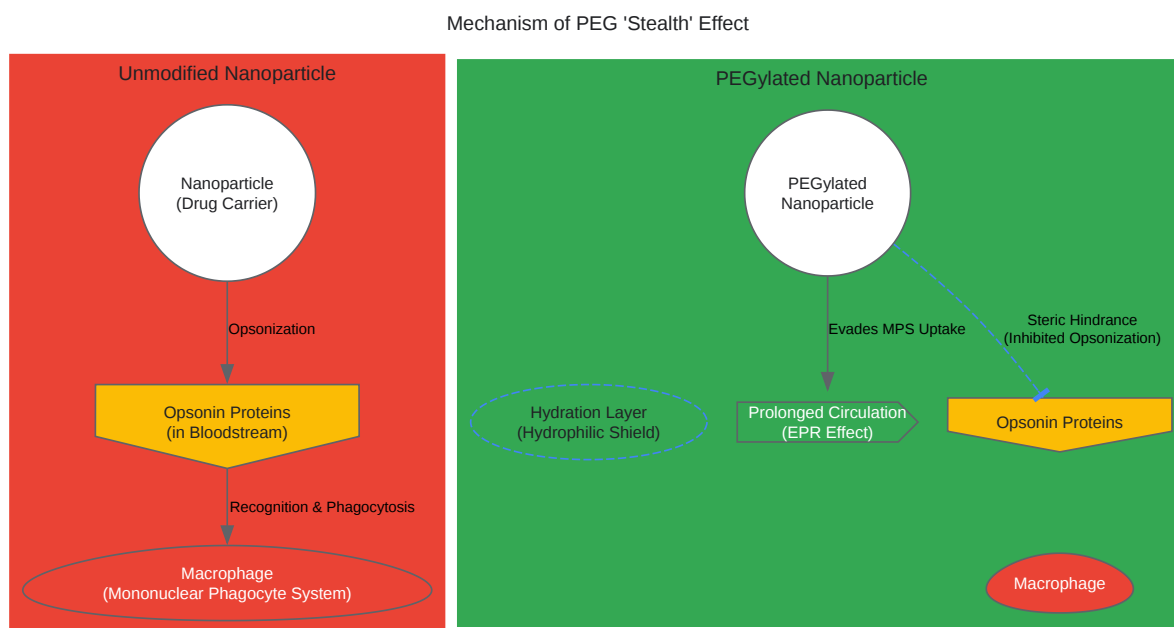 Mechanism of PEG 'Stealth' Effect
Unmodified Nanoparticle
Nanoparticle
(Drug Carrier)
Opsonization
Opsonin Proteins
(in Bloodstream)
Recognition & Phagocytosis
Macrophage
(Mononuclear Phagocyte System)
PEGylated Nanoparticle
PEGylated
Nanoparticle
Evades MPS Uptake
Steric Hindrance
(Inhibited Opsonization)
Hydration Layer
(Hydrophilic Shield)
Prolonged Circulation
(EPR Effect)
Opsonin Proteins
Macrophage